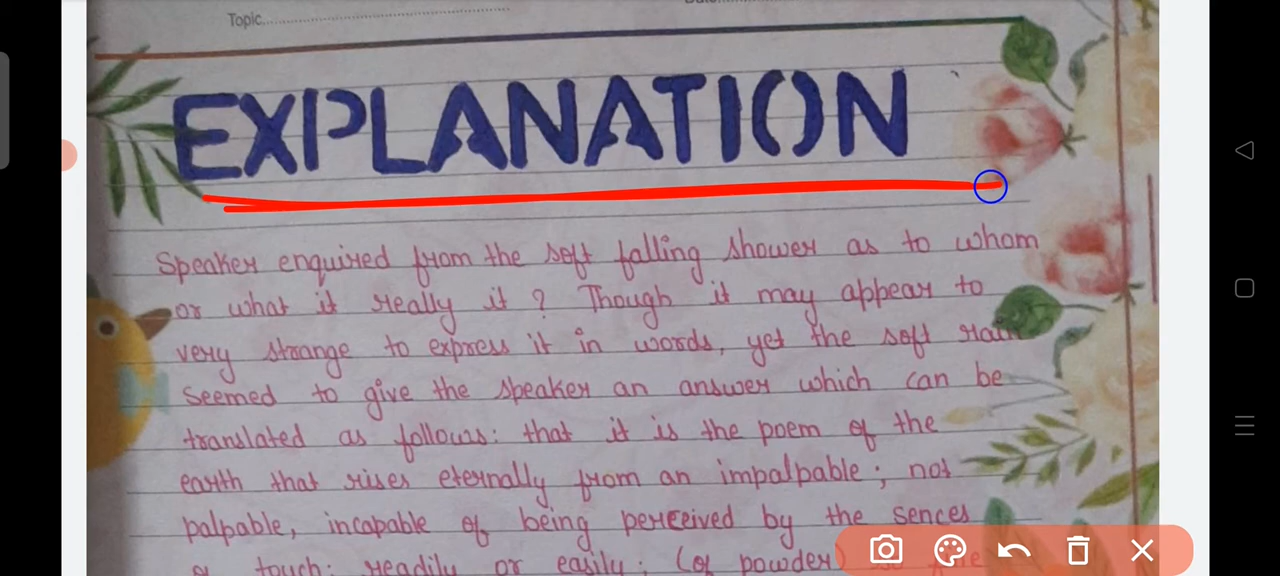 Topic
EXPLANATION
Speaker enquired from the soft falling shower as to whom
or what it really it ? Though it may appear to
very strange to express it in words, yet the soft rain
seemed to give the speaker an answer which can be
translated as follows: that it is the poem of the
earth that rises eternally from an impalpable ; not
palpable, incapable of being perceived by the sences
touch; readily or easily; (of powder)